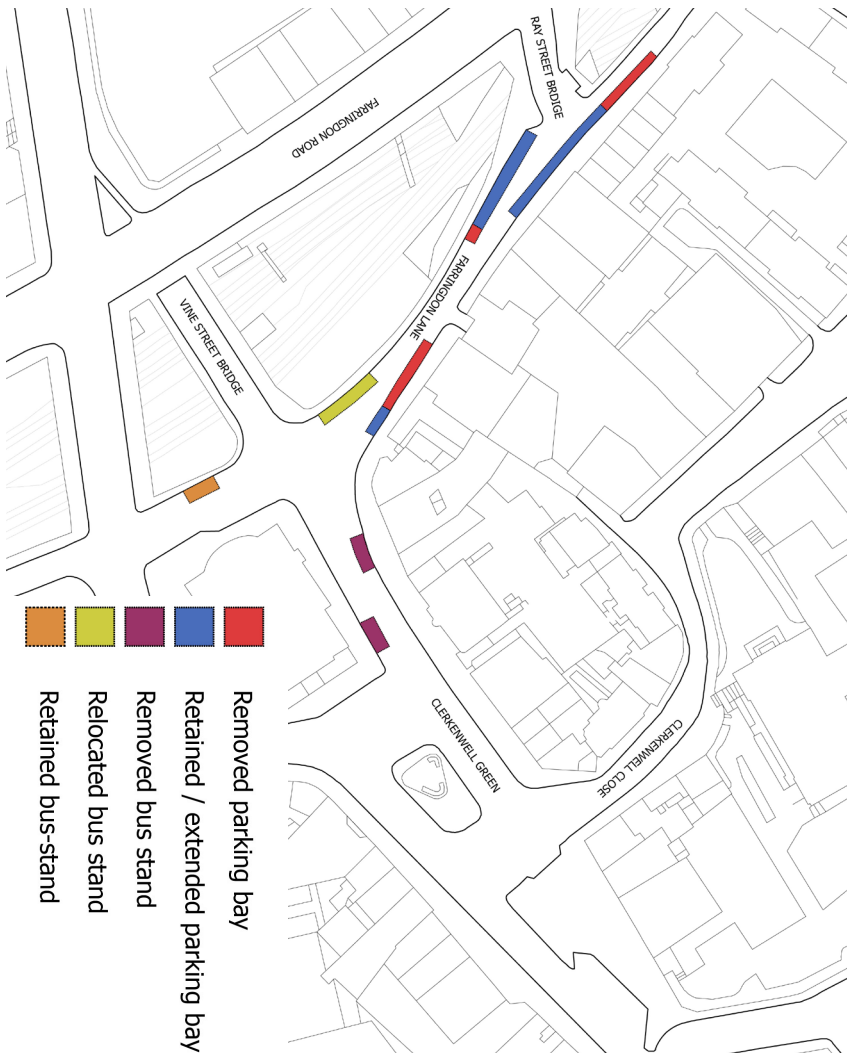 RAY STREET BRDIGE
FARRINGDON ROAD
FARRINGDON LANE
VINE STREET BRIDGE
CLERKENWELL GREEN
CLERKENWELL CLOSE
Removed parking bay
Retained / extended parking bay
Removed bus stand
Relocated bus stand
Retained bus-stand